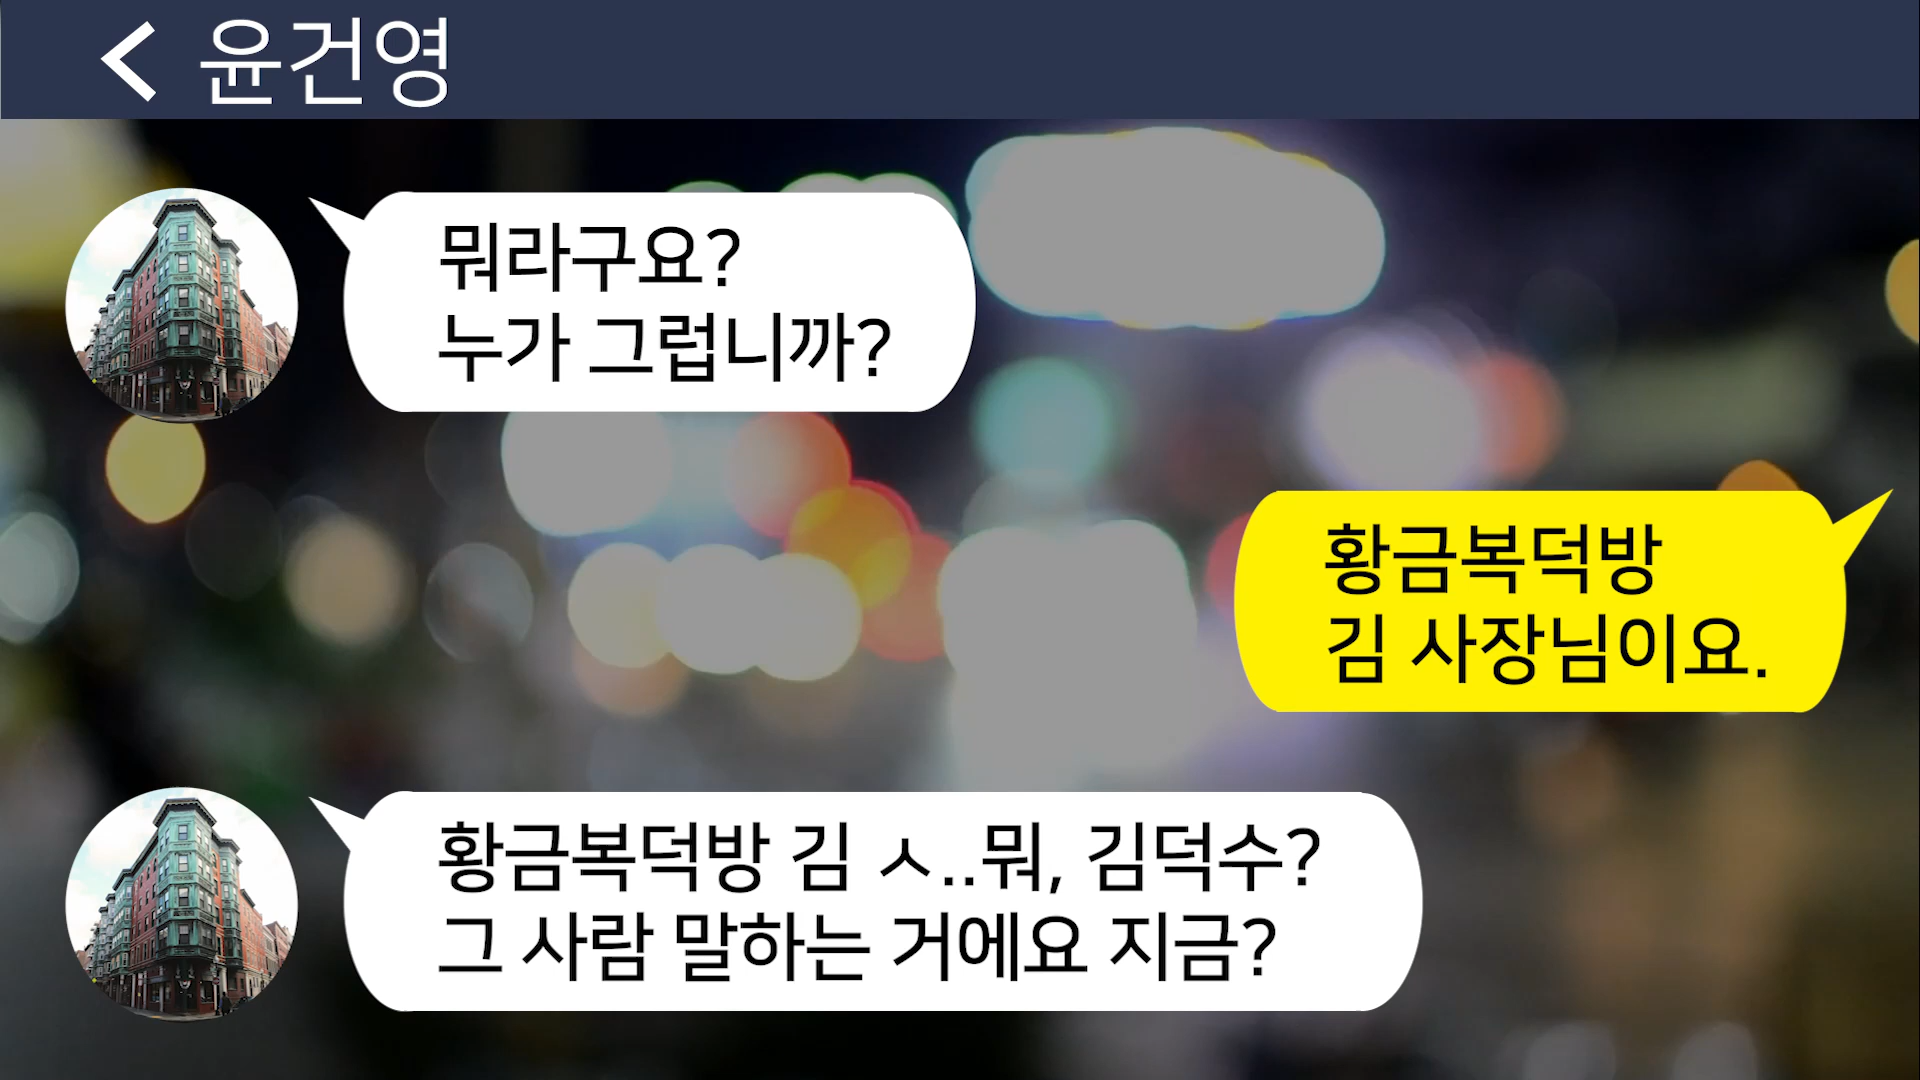 윤건영
뭐라구요?
누가 그럽니까?
황금복덕방
김 사장님이요.
황금복덕방 김 ㅅ..뭐, 김덕수?
그 사람 말하는 거에요 지금?